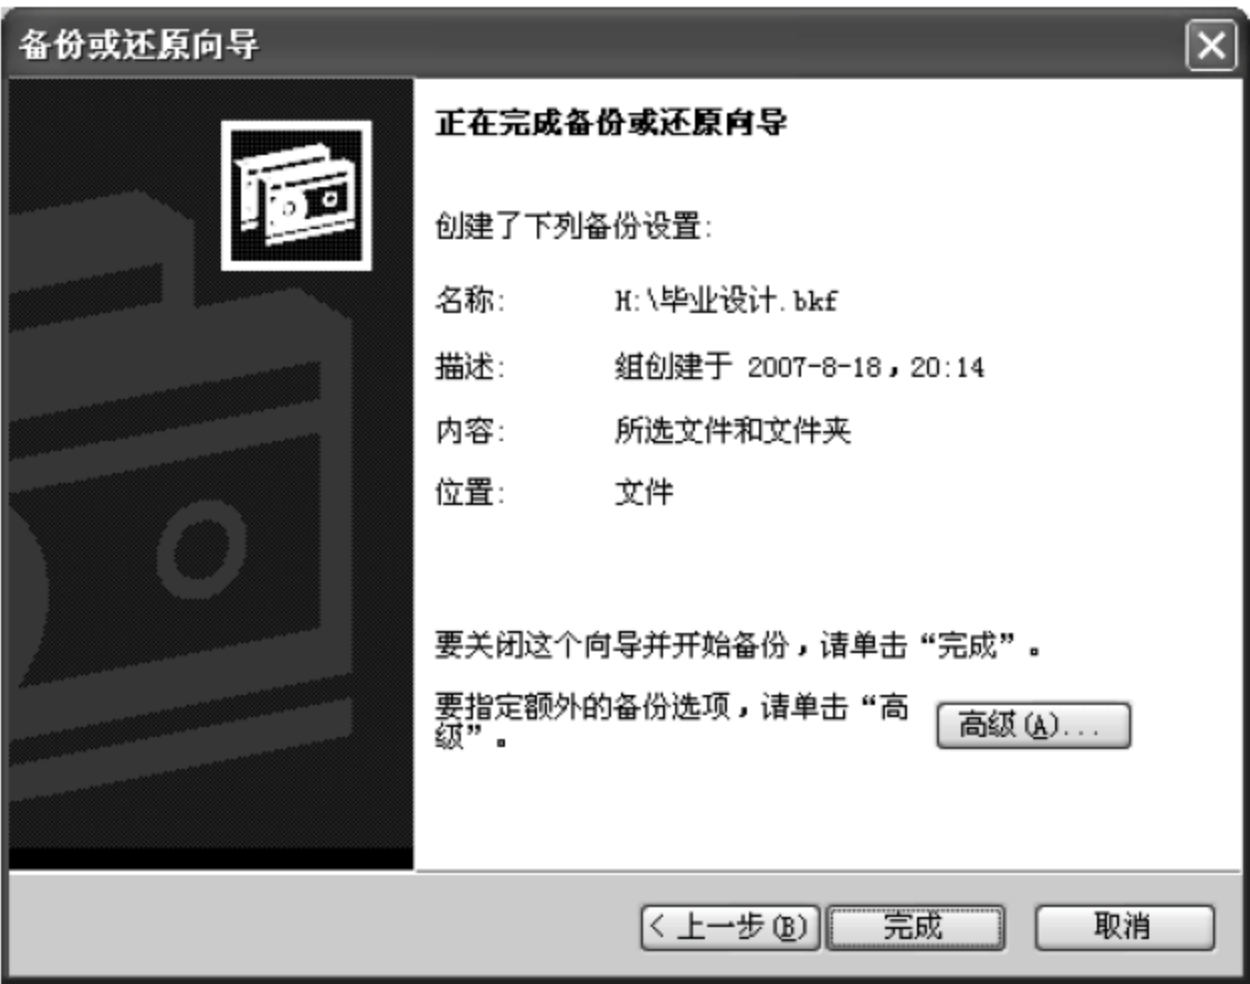 备份或还原向导
正在完成备份或还原向导
创建了下列备份设置:
名称: H:\毕业设计.bkf
描述: 组创建于 2007-8-18，20:14
内容: 所选文件和文件夹
位置: 文件
要关闭这个向导并开始备份，请单击“完成”。
要指定额外的备份选项，请单击“高
级”。
高级(A)...
< 上一步(B)
完成
取消